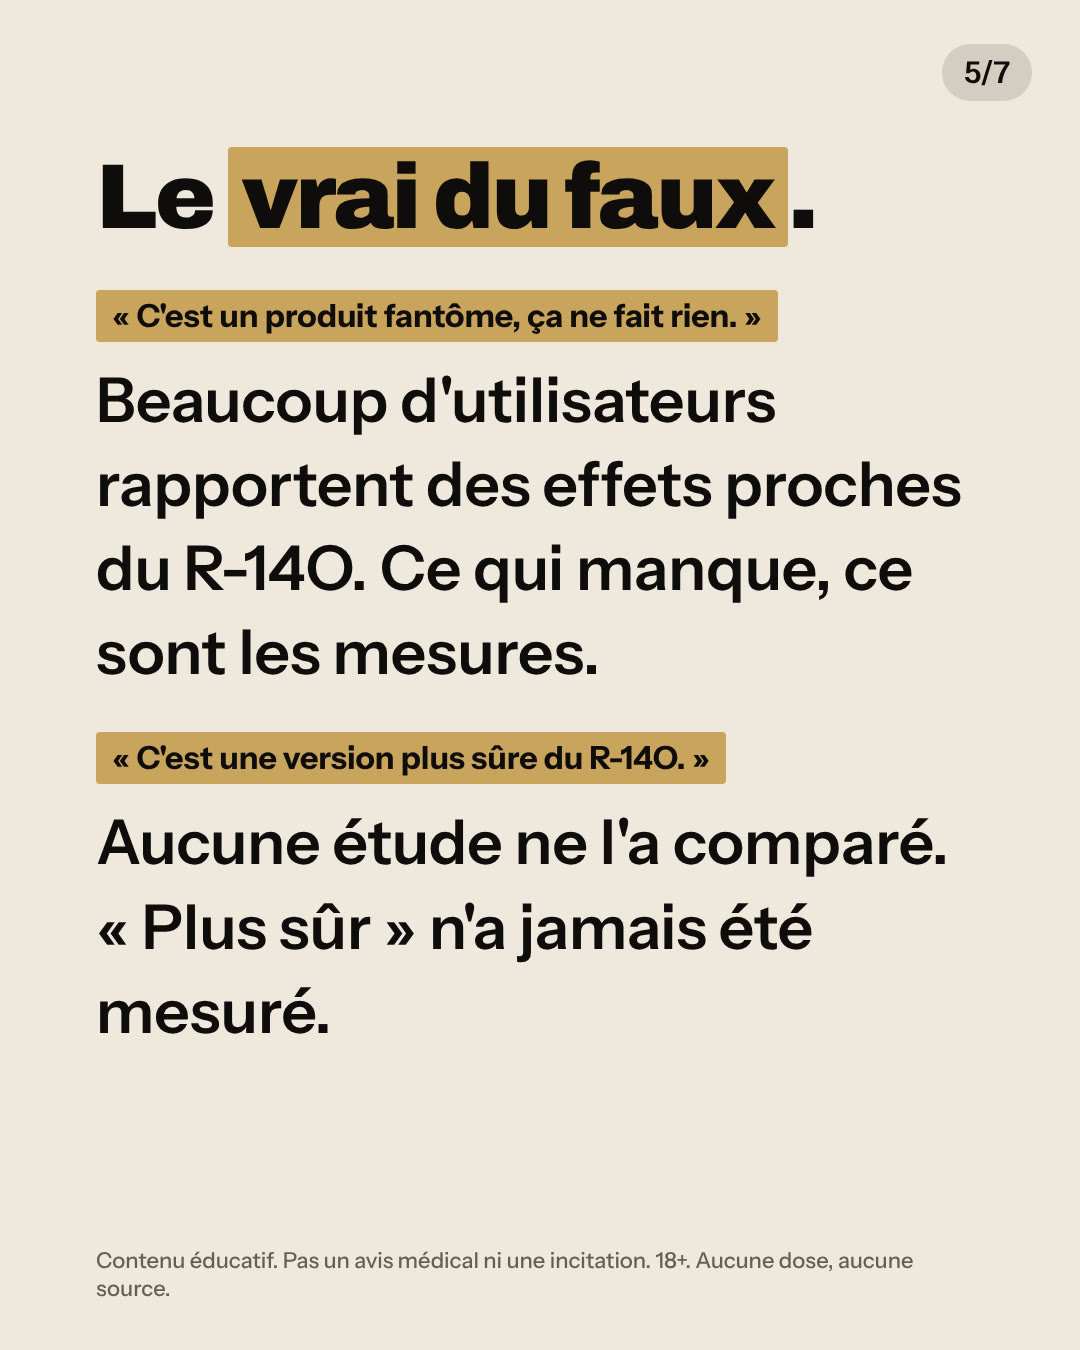 5/7
Le vrai du faux.
« C'est un produit fantôme, ça ne fait rien. »
Beaucoup d'utilisateurs
rapportent des effets proches
du R-14O. Ce qui manque, ce
sont les mesures.
« C'est une version plus sûre du R-14O. »
Aucune étude ne l'a comparé.
« Plus sûr » n'a jamais été
mesuré.
Contenu éducatif. Pas un avis médical ni une incitation. 18+. Aucune dose, aucune
source.